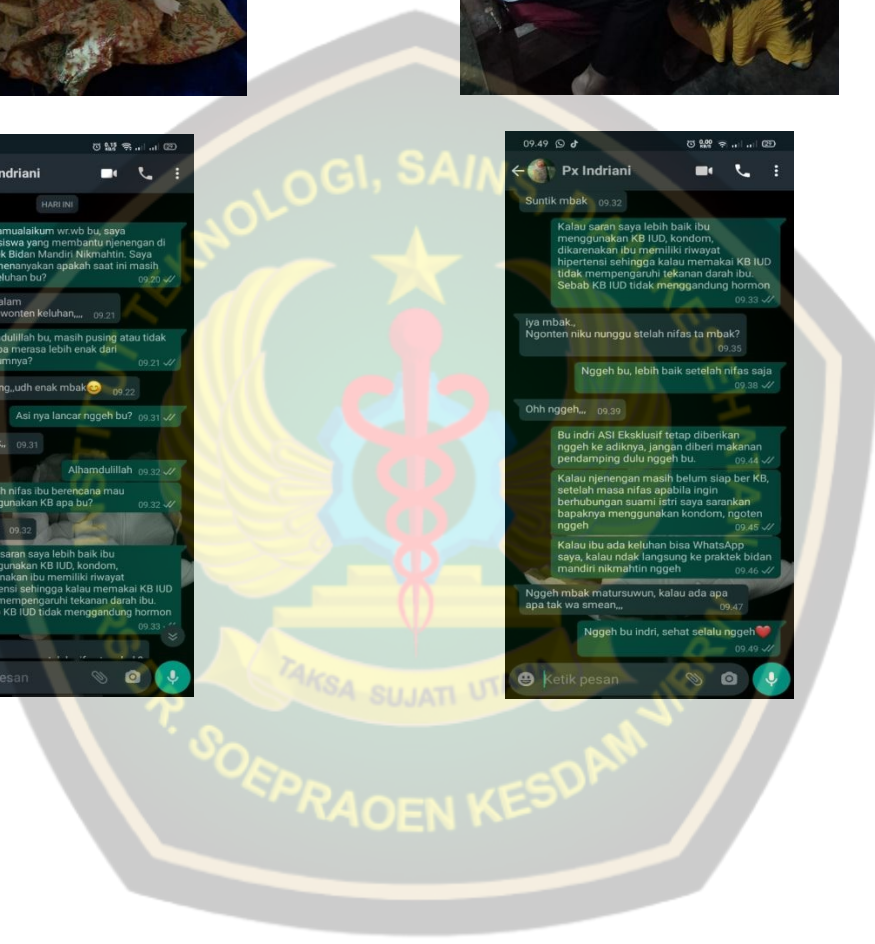 ndriani
HARI INI
mualaikum wr.wb bu, saya
siswa yang membantu njenengan di
k Bidan Mandiri Nikmahtin. Saya
menanyakan apakah saat ini masih
eluhan bu?
09.20
alam
wonten keluhan,,,, 09.21
dulillah bu, masih pusing atau tidak
pa merasa lebih enak dari
umnya?
09.21
ng,,udh enak mbak😊 09.22
Asi nya lancar nggeh bu? 09.31
09.31
Alhamdulillah 09.32
h nifas ibu berencana mau
gunakan KB apa bu? 09.32
09.32
saran saya lebih baik ibu
gunakan KB IUD, kondom,
nakan ibu memiliki riwayat
tensi sehingga kalau memakai KB IUD
mempengaruhi tekanan darah ibu.
KB IUD tidak menggandung hormon
09.33
esan
09.49
Px Indriani
Suntik mbak 09.32
Kalau saran saya lebih baik ibu
menggunakan KB IUD, kondom,
dikarenakan ibu memiliki riwayat
hipertensi sehingga kalau memakai KB IUD
tidak mempengaruhi tekanan darah ibu.
Sebab KB IUD tidak menggandung hormon
09.33
iya mbak.,
Ngonten niku nunggu stelah nifas ta mbak?
09.35
Nggeh bu, lebih baik setelah nifas saja
09.38
Ohh nggeh,,, 09.39
Bu indri ASI Eksklusif tetap diberikan
nggeh ke adiknya, jangan diberi makanan
pendamping dulu nggeh bu. 09.44
Kalau njenengan masih belum siap ber KB,
setelah masa nifas apabila ingin
berhubungan suami istri saya sarankan
bapaknya menggunakan kondom, ngoten
nggeh 09.45
Kalau ibu ada keluhan bisa WhatsApp
saya, kalau ndak langsung ke praktek bidan
mandiri nikmahtin nggeh 09.46
Nggeh mbak matursuwun, kalau ada apa
apa tak wa smean,,, 09.47
Nggeh bu indri, sehat selalu nggeh❤️
09.49
Ketik pesan
INSTITUT TEKNOLOGI, SAINS, DAN KESEHATAN
TAKSA SUJATI UTAMA
RS DR. SOEPRAOEN KESDAM V/BRW